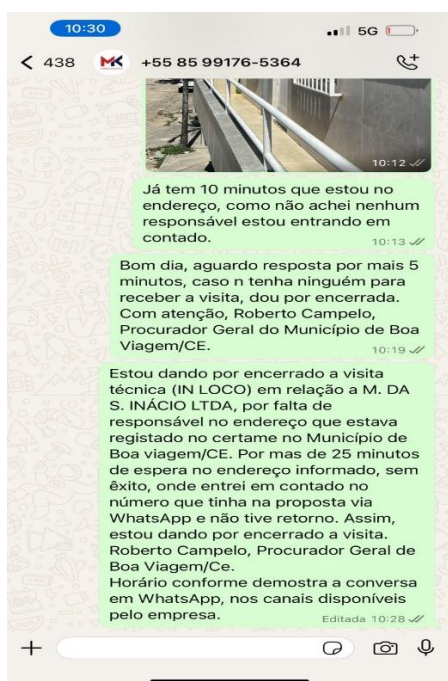 10:30
5G
438
MK
+55 85 99176-5364
10:12
Já tem 10 minutos que estou no
endereço, como não achei nenhum
responsável estou entrando em
contado.
10:13
Bom dia, aguardo resposta por mais 5
minutos, caso n tenha ninguém para
receber a visita, dou por encerrada.
Com atenção, Roberto Campelo,
Procurador Geral do Município de Boa
Viagem/CE.
10:19
Estou dando por encerrado a visita
técnica (IN LOCO) em relação a M. DA
S. INÁCIO LTDA, por falta de
responsável no endereço que estava
registado no certame no Município de
Boa viagem/CE. Por mas de 25 minutos
de espera no endereço informado, sem
êxito, onde entrei em contado no
número que tinha na proposta via
WhatsApp e não tive retorno. Assim,
estou dando por encerrado a visita.
Roberto Campelo, Procurador Geral de
Boa Viagem/Ce.
Horário conforme demostra a conversa
em WhatsApp, nos canais disponíveis
pelo empresa.
Editada 10:28